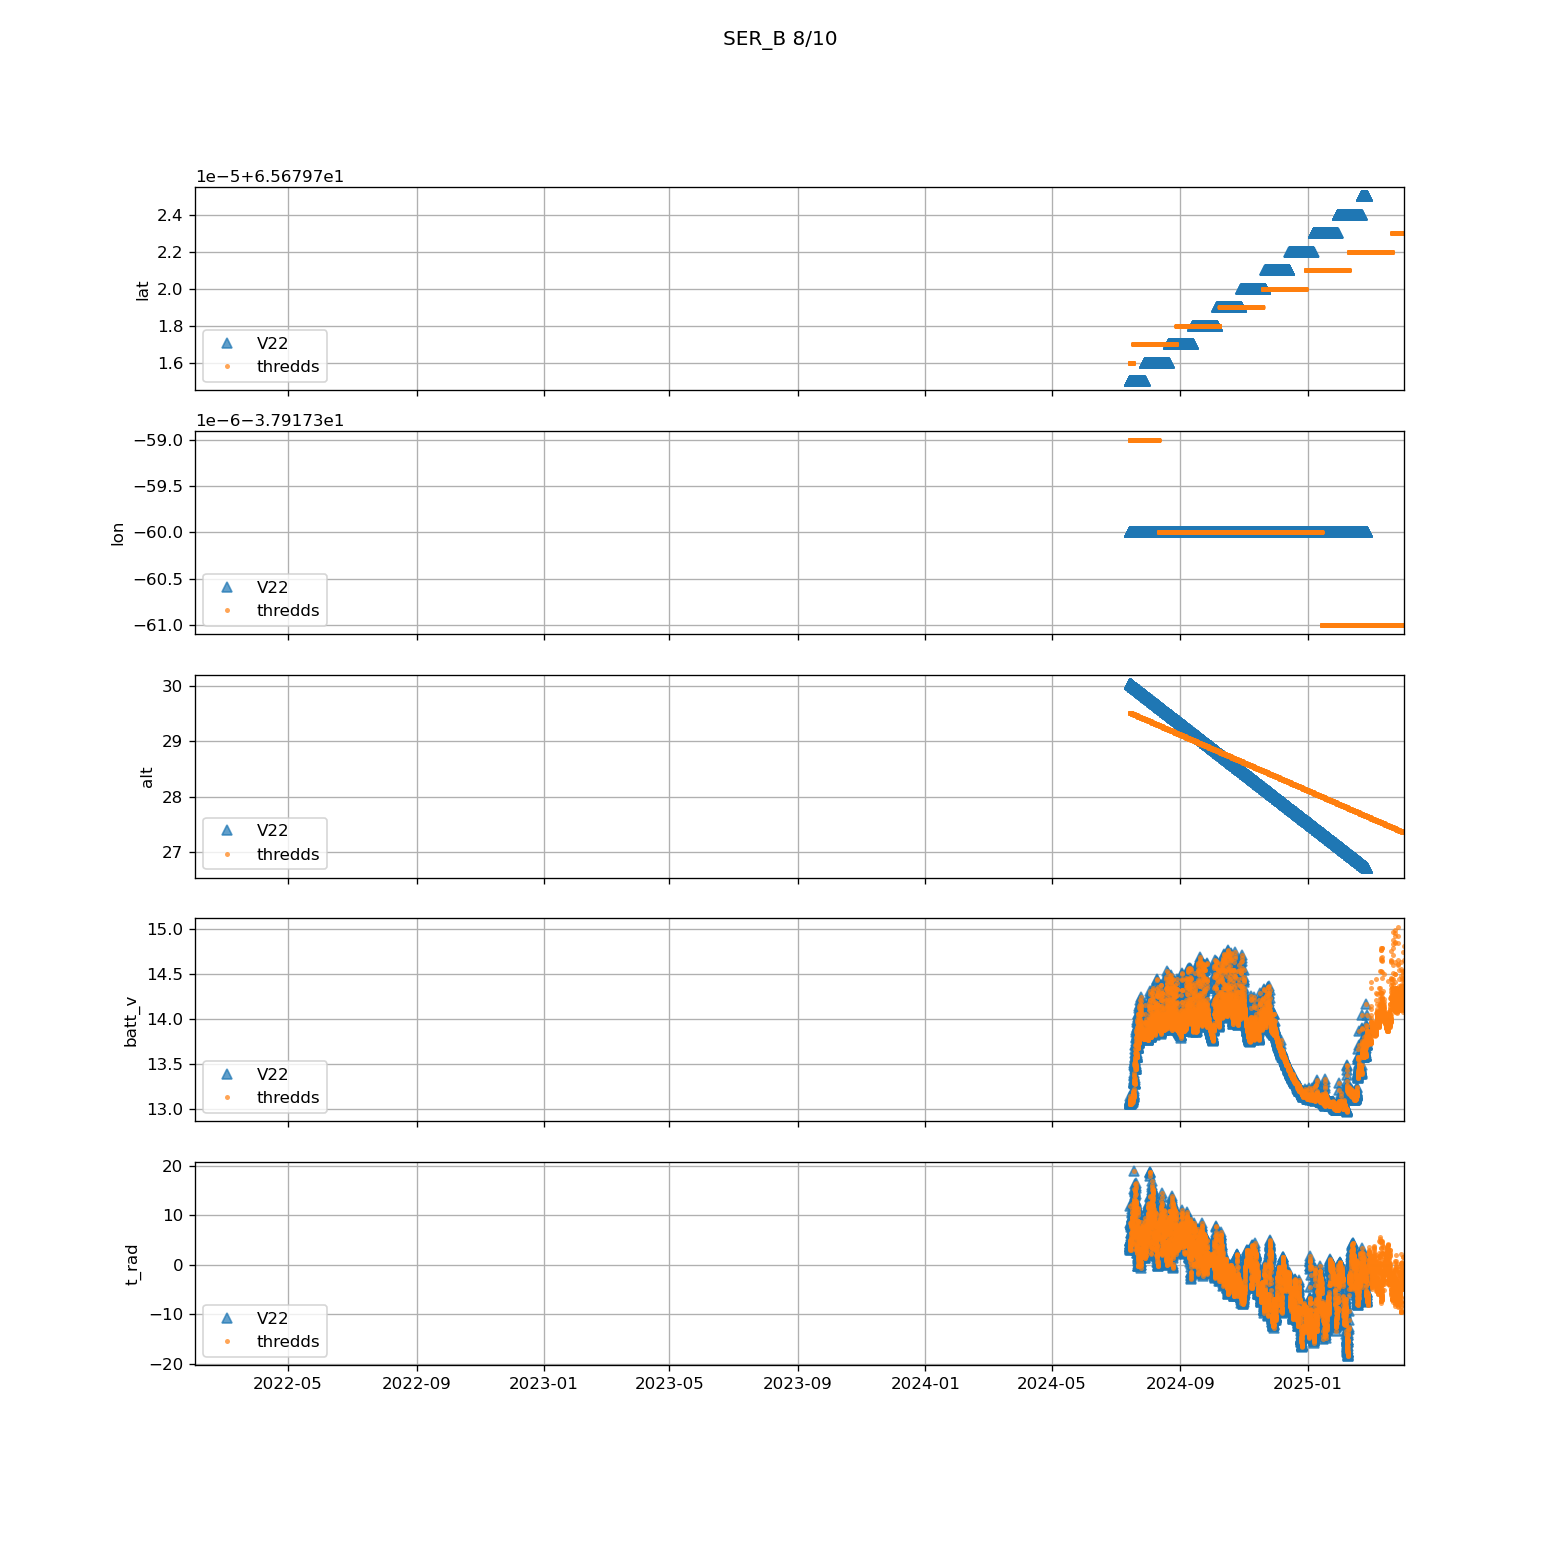 SER_B 8/10
1e−5+6.56797e1
2.4
2.2
2.0
1.8
1.6
lat
V22
thredds
1e−6−3.79173e1
−59.0
−59.5
−60.0
−60.5
−61.0
lon
V22
thredds
30
29
28
27
alt
V22
thredds
15.0
14.5
14.0
13.5
13.0
batt_v
V22
thredds
20
10
0
−10
−20
t_rad
V22
thredds
2022-05 2022-09 2023-01 2023-05 2023-09 2024-01 2024-05 2024-09 2025-01